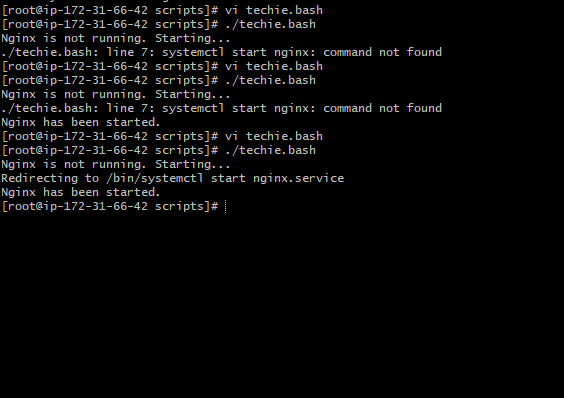 [root@ip-172-31-66-42 scripts]# vi techie.bash
[root@ip-172-31-66-42 scripts]# ./techie.bash
Nginx is not running. Starting...
./techie.bash: line 7: systemctl start nginx: command not found
[root@ip-172-31-66-42 scripts]# vi techie.bash
[root@ip-172-31-66-42 scripts]# ./techie.bash
Nginx is not running. Starting...
./techie.bash: line 7: systemctl start nginx: command not found
Nginx has been started.
[root@ip-172-31-66-42 scripts]# vi techie.bash
[root@ip-172-31-66-42 scripts]# ./techie.bash
Nginx is not running. Starting...
Redirecting to /bin/systemctl start nginx.service
Nginx has been started.
[root@ip-172-31-66-42 scripts]#